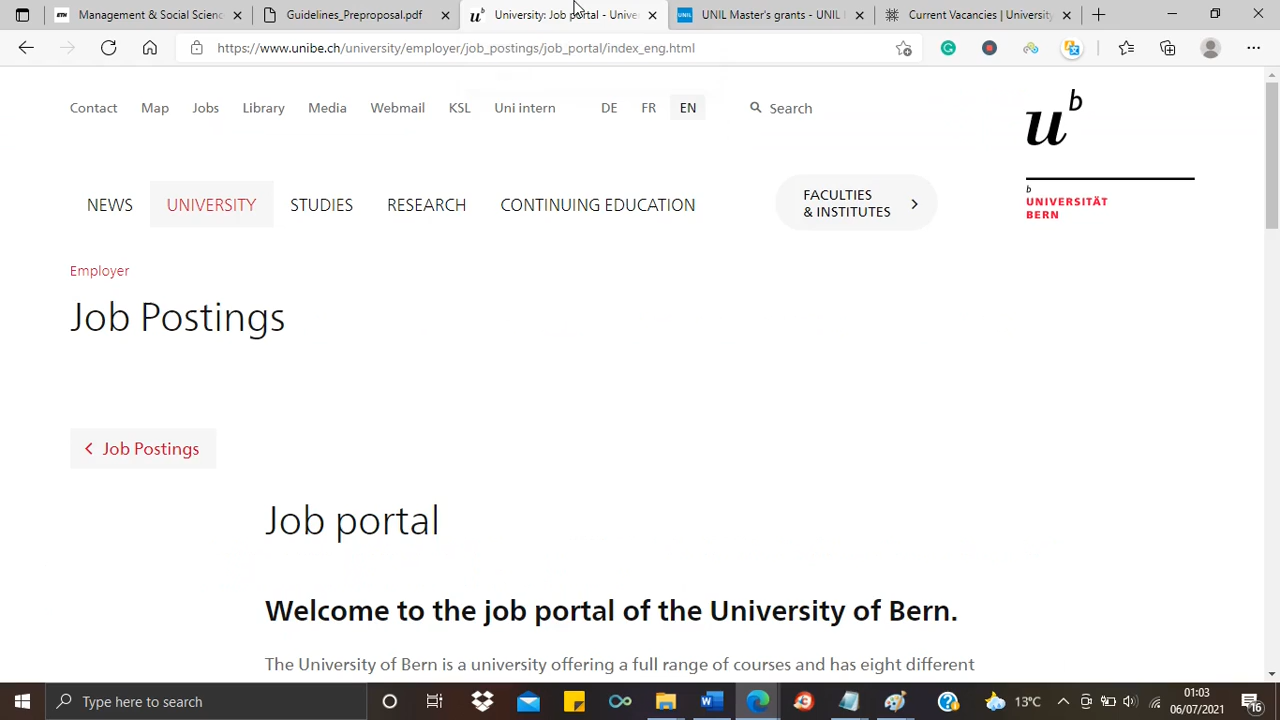 Management & Social Scienc
Guidelines_Preproposal.pdf
University: Job portal - Univer
UNIL Master's grants - UNIL
Current Vacancies | University
https://www.unibe.ch/university/employer/job_postings/job_portal/index_eng.html
Contact Map Jobs Library Media Webmail KSL Uni intern DE FR EN Search
u b
NEWS UNIVERSITY STUDIES RESEARCH CONTINUING EDUCATION
FACULTIES
& INSTITUTES
b
UNIVERSITÄT
BERN
Employer
Job Postings
Job Postings
Job portal
Welcome to the job portal of the University of Bern.
The University of Bern is a university offering a full range of courses and has eight different
Type here to search
13°C
01:03
06/07/2021
16